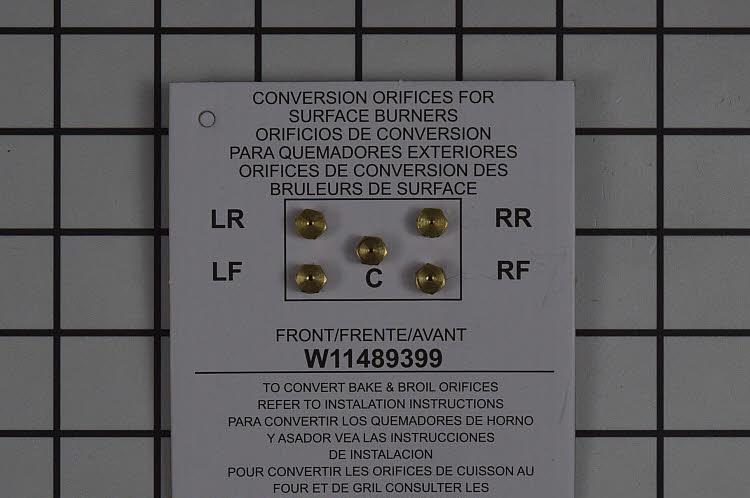 CONVERSION ORIFICES FOR
SURFACE BURNERS
ORIFICIOS DE CONVERSION
PARA QUEMADORES EXTERIORES
ORIFICES DE CONVERSION DES
BRULEURS DE SURFACE
LR RR
LF C RF
FRONT/FRENTE/AVANT
W11489399
TO CONVERT BAKE & BROIL ORIFICES
REFER TO INSTALATION INSTRUCTIONS
PARA CONVERTIR LOS QUEMADORES DE HORNO
Y ASADOR VEA LAS INSTRUCCIONES
DE INSTALACION
POUR CONVERTIR LES ORIFICES DE CUISSON AU
FOUR ET DE GRIL CONSULTER LES